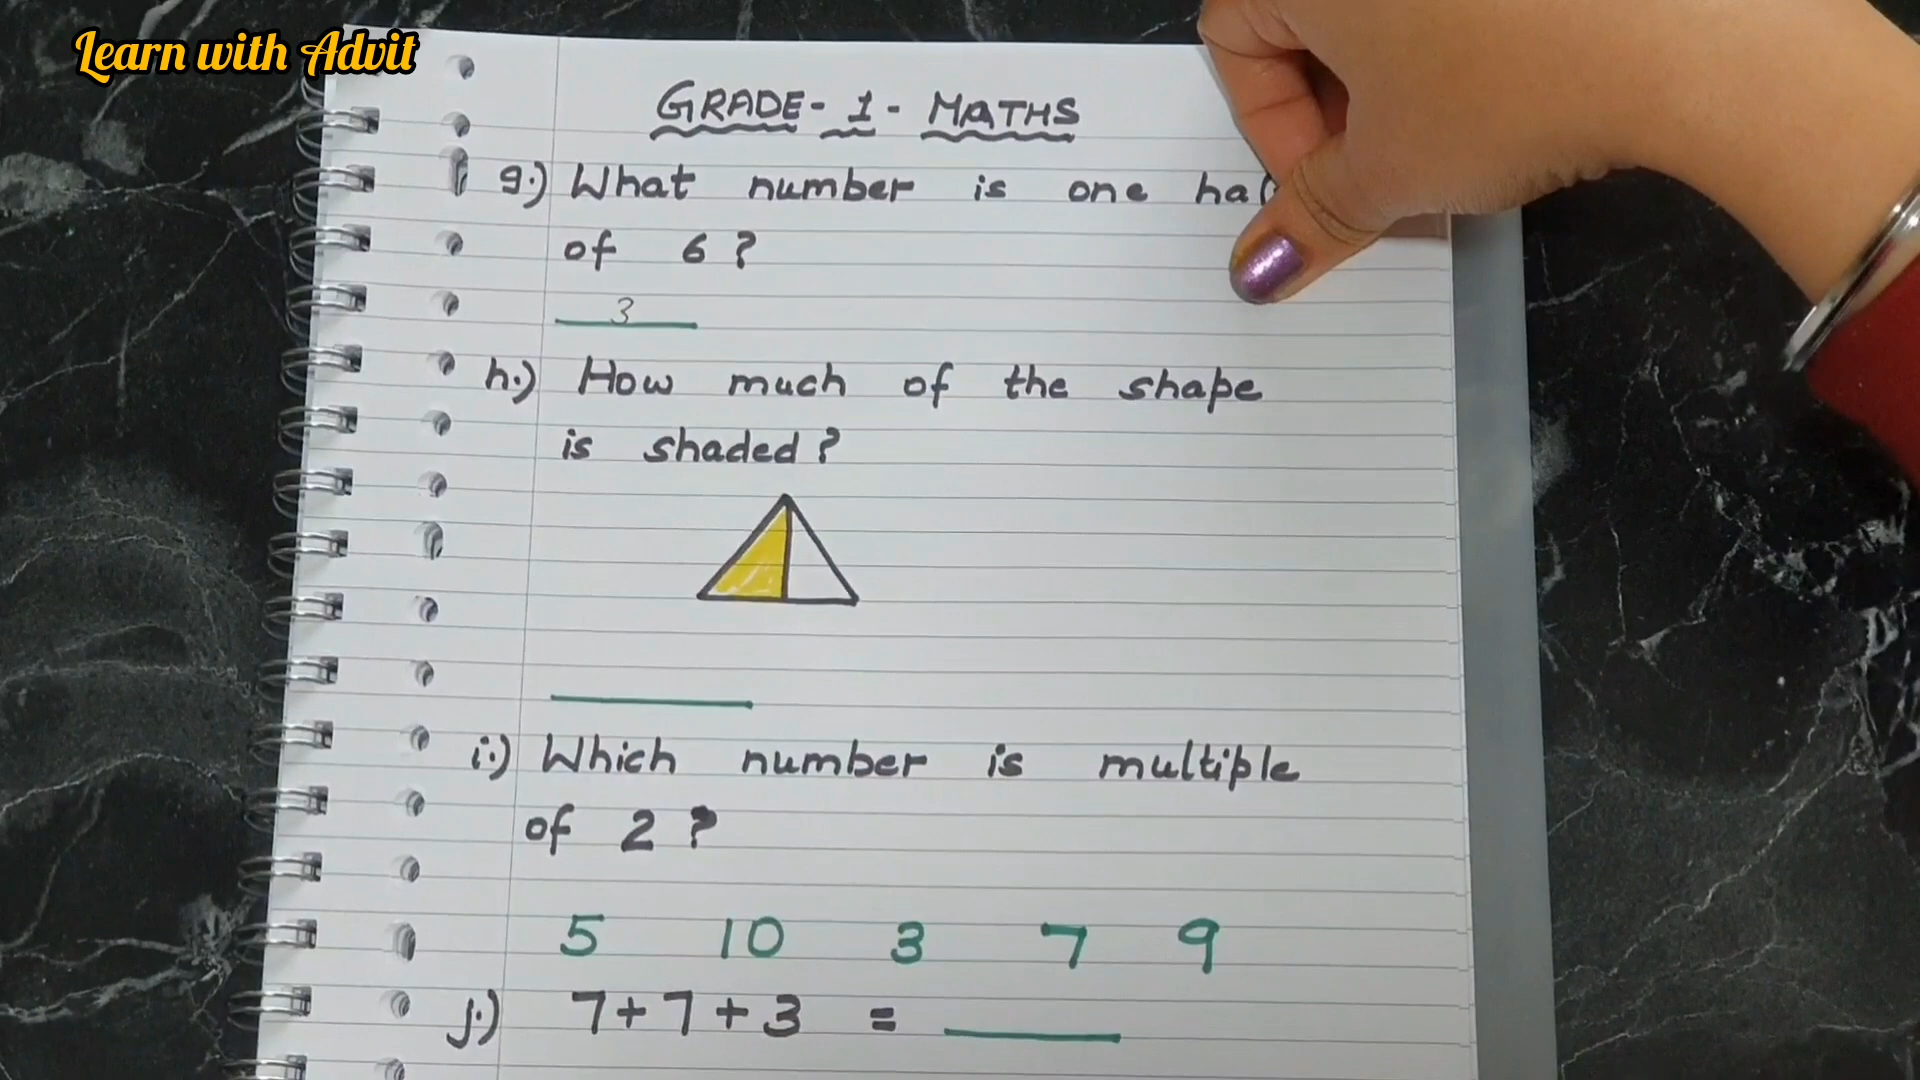 Learn with Advit
GRADE- 1 - MATHS
g.) What number is one
of 6 ?
3
h.) How much of the shape
is shaded ?
i.) Which number is multiple
of 2 ?
5 10 3 7 9
j.) 7+7+3 =